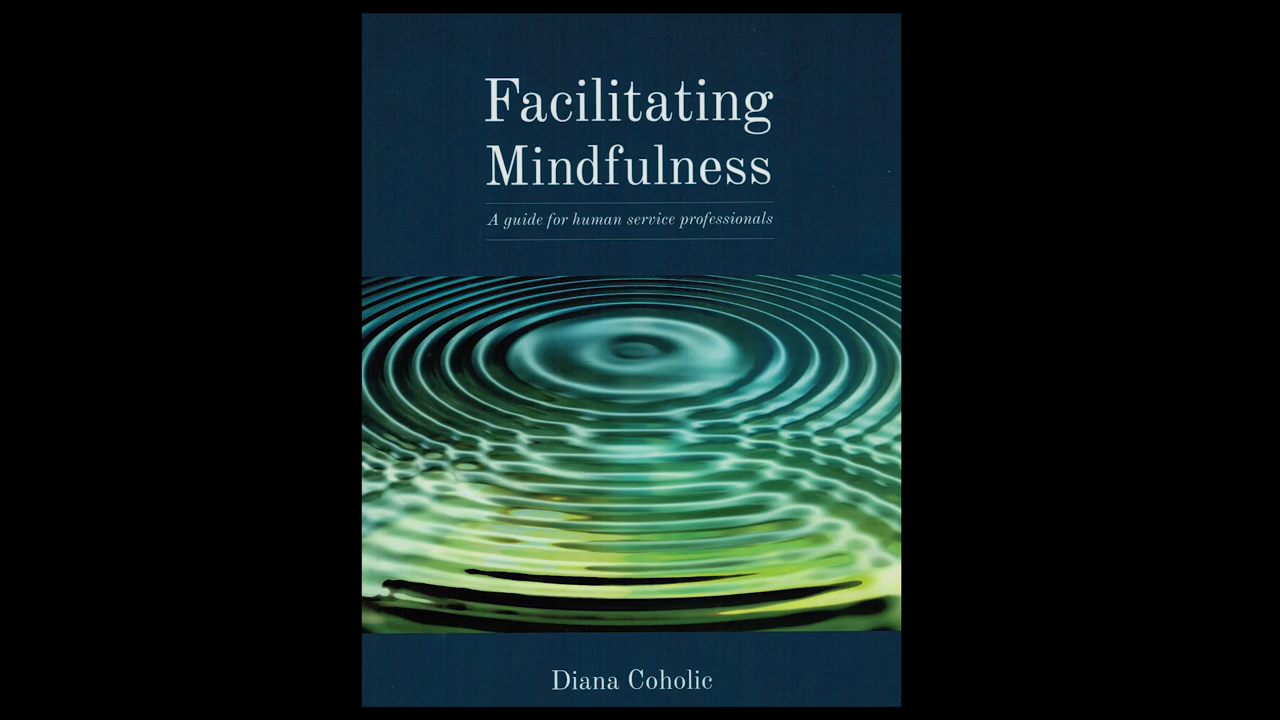 Facilitating
Mindfulness
A guide for human service professionals
Diana Coholic